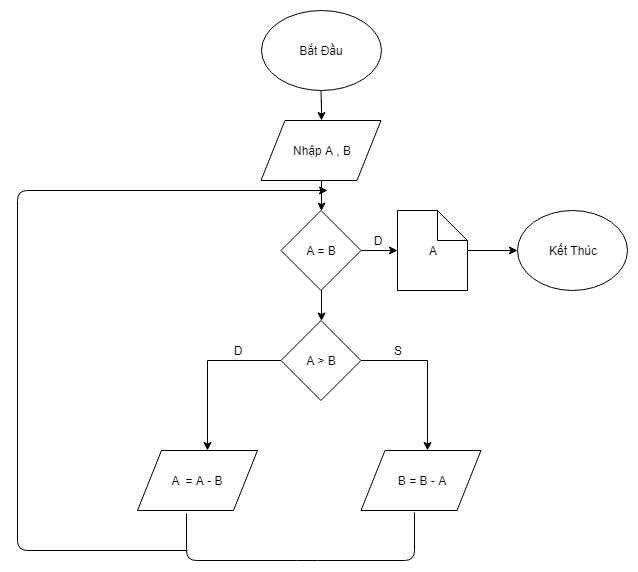 Bắt Đầu
Nhập A , B
A = B
D
A
Kết Thúc
A > B
D
S
A = A - B
B = B - A